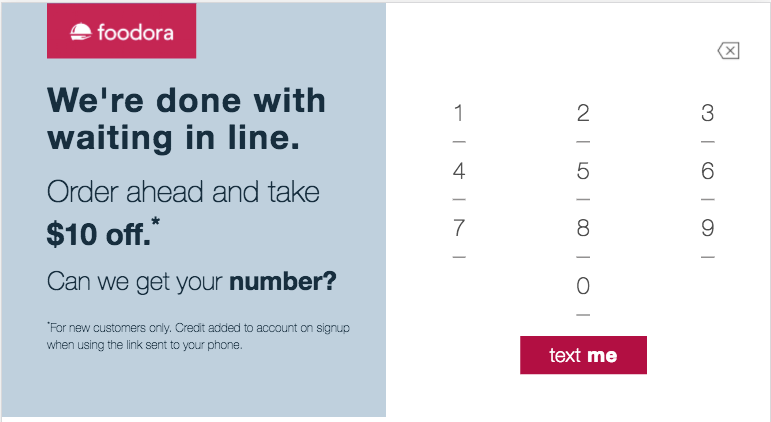 foodora
We're done with
waiting in line.
Order ahead and take
$10 off.*
Can we get your number?
*For new customers only. Credit added to account on signup
when using the link sent to your phone.
1 2 3
4 5 6
7 8 9
0
text me